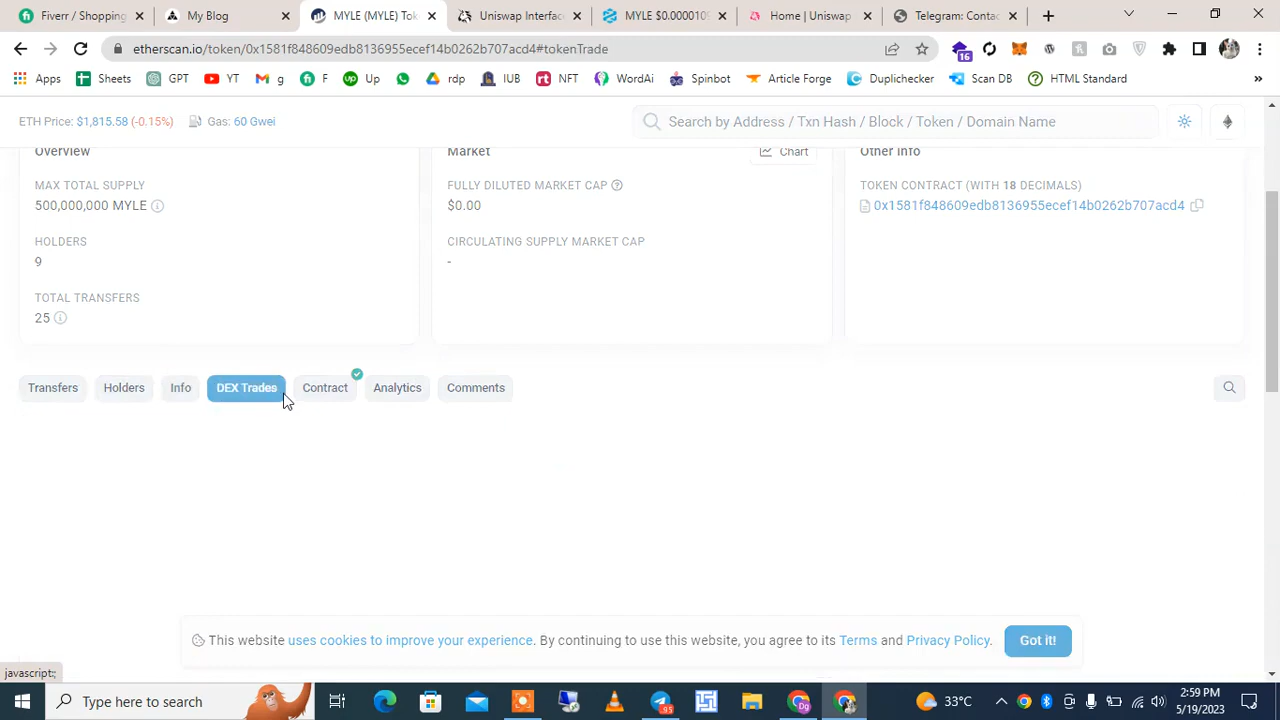 Fiverr / Shopping
My Blog
MYLE (MYLE) Tok
Uniswap Interfac
MYLE $0.0000109
Home | Uniswap
Telegram: Contac
etherscan.io/token/0x1581f848609edb8136955ecef14b0262b707acd4#tokenTrade
16
Apps
Sheets
GPT
YT
g
F
Up
rdp
IUB
NFT
WordAi
Spinbot
Article Forge
Duplichecker
Scan DB
HTML Standard
»
ETH Price: $1,815.58 (-0.15%)
Gas: 60 Gwei
Search by Address / Txn Hash / Block / Token / Domain Name
Overview
Market
Chart
Other Info
MAX TOTAL SUPPLY
FULLY DILUTED MARKET CAP
TOKEN CONTRACT (WITH 18 DECIMALS)
500,000,000 MYLE
$0.00
0x1581f848609edb8136955ecef14b0262b707acd4
HOLDERS
CIRCULATING SUPPLY MARKET CAP
9
-
TOTAL TRANSFERS
25
Transfers
Holders
Info
DEX Trades
Contract
Analytics
Comments
This website uses cookies to improve your experience. By continuing to use this website, you agree to its Terms and Privacy Policy.
Got it!
javascript:;
Type here to search
95
Do
33°C
2:59 PM
5/19/2023